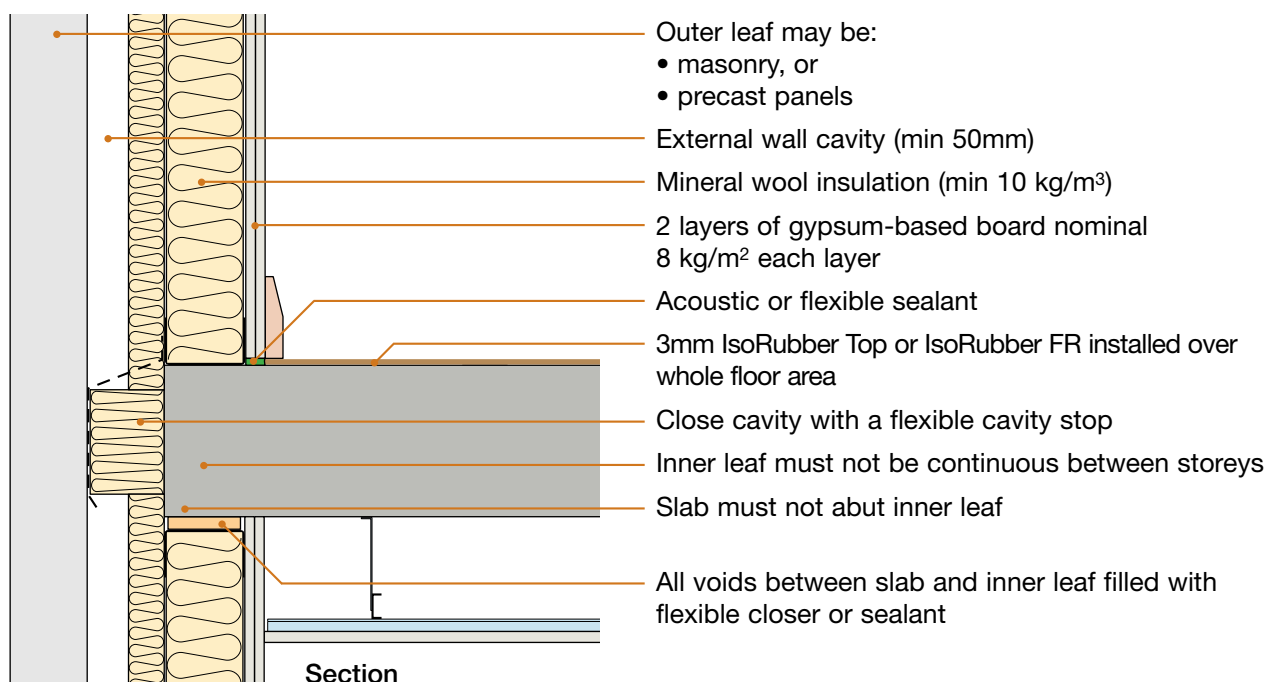 Outer leaf may be:
• masonry, or
• precast panels
External wall cavity (min 50mm)
Mineral wool insulation (min 10 kg/m³)
2 layers of gypsum-based board nominal
8 kg/m² each layer
Acoustic or flexible sealant
3mm IsoRubber Top or IsoRubber FR installed over
whole floor area
Close cavity with a flexible cavity stop
Inner leaf must not be continuous between storeys
Slab must not abut inner leaf
All voids between slab and inner leaf filled with
flexible closer or sealant
Section